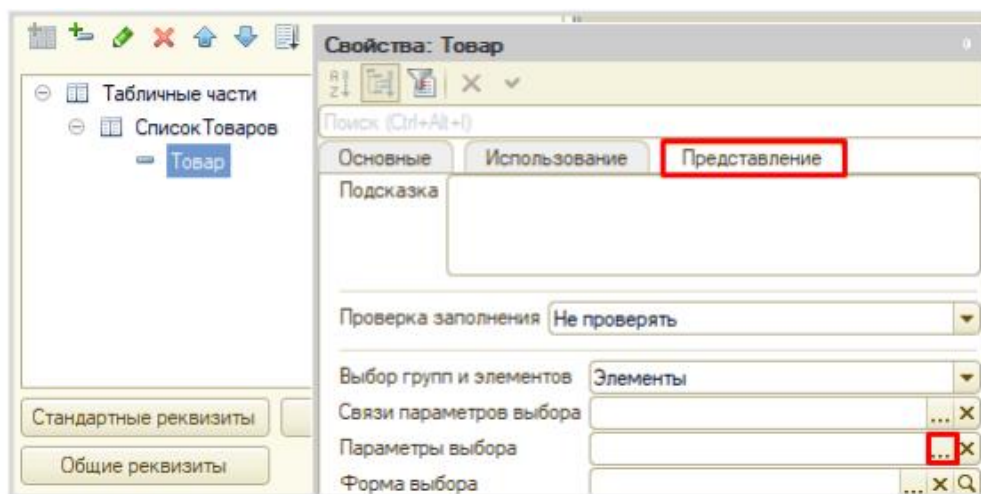 Свойства: Товар
Поиск (Ctrl+Alt+I)
Табличные части
СписокТоваров
Товар
Основные
Использование
Представление
Подсказка
Проверка заполнения Не проверять
Выбор групп и элементов Элементы
Связи параметров выбора ...
Параметры выбора ...
Форма выбора ...
Стандартные реквизиты
Общие реквизиты